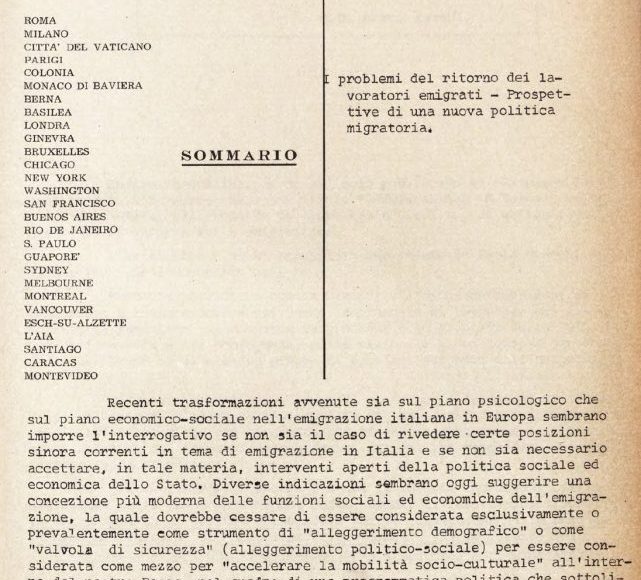 ROMA
MILANO
CITTA' DEL VATICANO
PARIGI
COLONIA
MONACO DI BAVIERA
BERNA
BASILEA
LONDRA
GINEVRA
BRUXELLES
CHICAGO
NEW YORK
WASHINGTON
SAN FRANCISCO
BUENOS AIRES
RIO DE JANEIRO
S. PAULO
GUAPORE'
SYDNEY
MELBOURNE
MONTREAL
VANCOUVER
ESCH-SU-ALZETTE
L'AIA
SANTIAGO
CARACAS
MONTEVIDEO
SOMMARIO
I problemi del ritorno dei la-
voratori emigrati - Prospet-
tive di una nuova politica
migratoria.
Recenti trasformazioni avvenute sia sul piano psicologico che
sul piano economico-sociale nell'emigrazione italiana in Europa sembrano
imporre l'interrogativo se non sia il caso di rivedere certe posizioni
sinora correnti in tema di emigrazione in Italia e se non sia necessario
accettare, in tale materia, interventi aperti della politica sociale ed
economica dello Stato. Diverse indicazioni sembrano oggi suggerire una
concezione più moderna delle funzioni sociali ed economiche dell'emigra-
zione, la quale dovrebbe cessare di essere considerata esclusivamente o
prevalentemente come strumento di "alleggerimento demografico" o come
"valvola di sicurezza" (alleggerimento politico-sociale) per essere con-
siderata come mezzo per "accelerare la mobilità socio-culturale" all'inter-